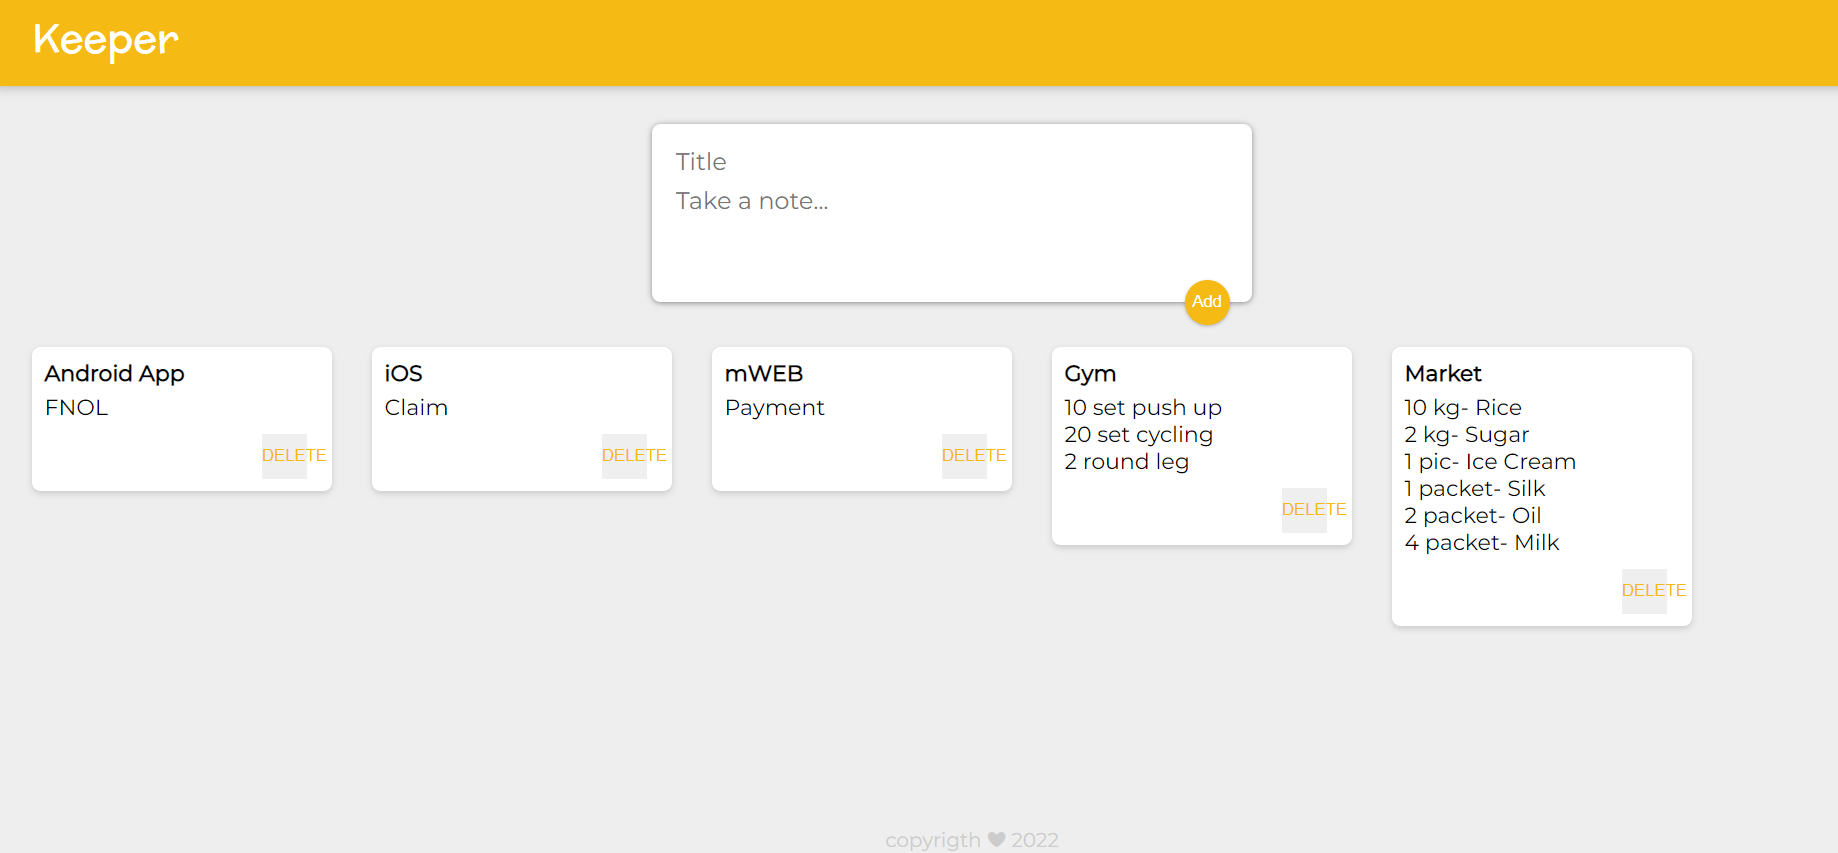 Keeper
Title
Take a note...
Add
Android App
FNOL
DELETE
iOS
Claim
DELETE
mWEB
Payment
DELETE
Gym
10 set push up
20 set cycling
2 round leg
DELETE
Market
10 kg- Rice
2 kg- Sugar
1 pic- Ice Cream
1 packet- Silk
2 packet- Oil
4 packet- Milk
DELETE
copyrigth ♥ 2022